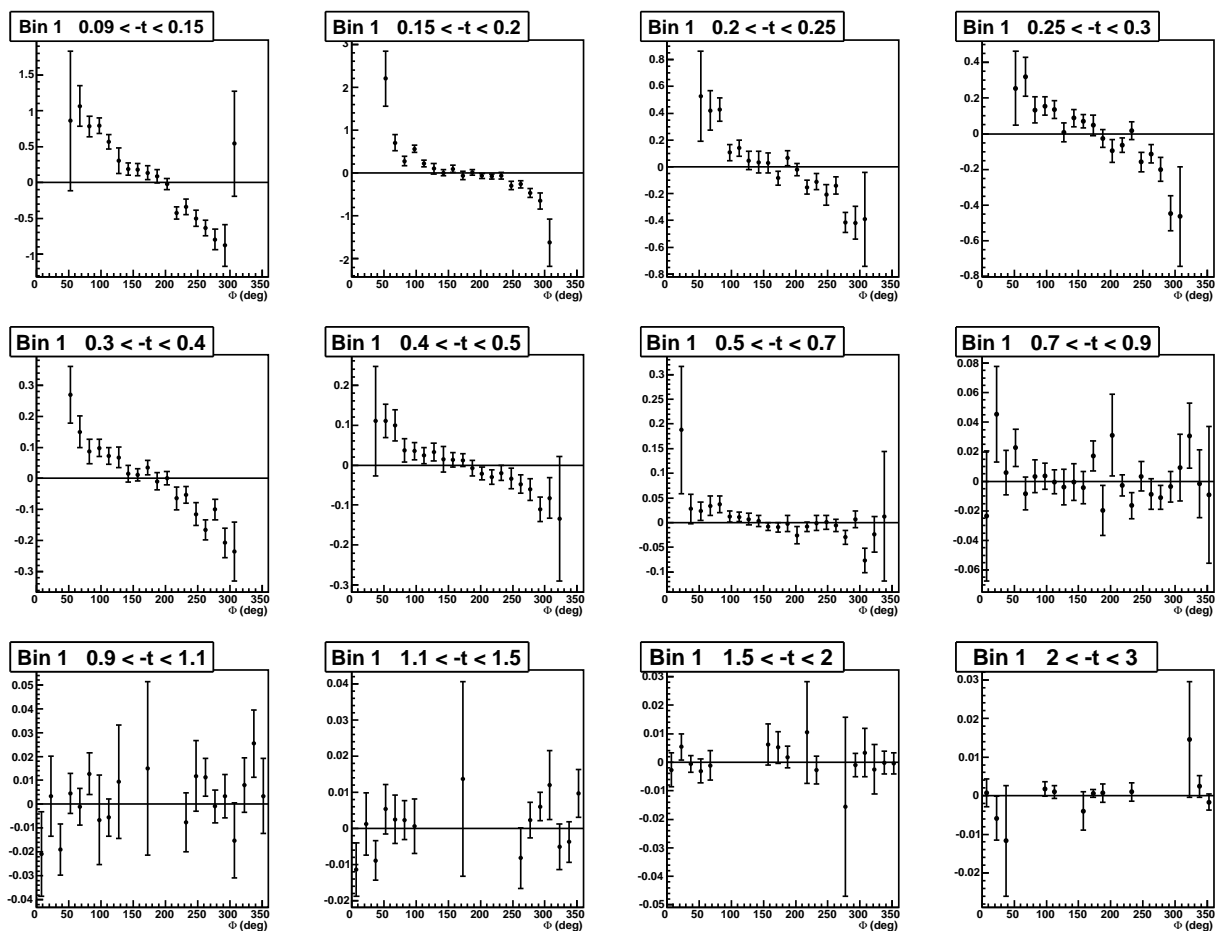 Bin 1 0.09 < -t < 0.15
1.5
1
0.5
0
-0.5
-1
0 50 100 150 200 250 300 350
Φ (deg)
Bin 1 0.15 < -t < 0.2
3
2
1
0
-1
-2
0 50 100 150 200 250 300 350
Φ (deg)
Bin 1 0.2 < -t < 0.25
0.8
0.6
0.4
0.2
0
-0.2
-0.4
-0.6
-0.8
0 50 100 150 200 250 300 350
Φ (deg)
Bin 1 0.25 < -t < 0.3
0.4
0.2
0
-0.2
-0.4
-0.6
-0.8
0 50 100 150 200 250 300 350
Φ (deg)
Bin 1 0.3 < -t < 0.4
0.3
0.2
0.1
0
-0.1
-0.2
-0.3
0 50 100 150 200 250 300 350
Φ (deg)
Bin 1 0.4 < -t < 0.5
0.2
0.1
0
-0.1
-0.2
-0.3
0 50 100 150 200 250 300 350
Φ (deg)
Bin 1 0.5 < -t < 0.7
0.3
0.25
0.2
0.15
0.1
0.05
0
-0.05
-0.1
0 50 100 150 200 250 300 350
Φ (deg)
Bin 1 0.7 < -t < 0.9
0.08
0.06
0.04
0.02
0
-0.02
-0.04
-0.06
0 50 100 150 200 250 300 350
Φ (deg)
Bin 1 0.9 < -t < 1.1
0.05
0.04
0.03
0.02
0.01
0
-0.01
-0.02
-0.03
-0.04
0 50 100 150 200 250 300 350
Φ (deg)
Bin 1 1.1 < -t < 1.5
0.04
0.03
0.02
0.01
0
-0.01
-0.02
0 50 100 150 200 250 300 350
Φ (deg)
Bin 1 1.5 < -t < 2
0.03
0.02
0.01
0
-0.01
-0.02
-0.03
-0.04
-0.05
0 50 100 150 200 250 300 350
Φ (deg)
Bin 1 2 < -t < 3
0.03
0.02
0.01
0
-0.01
-0.02
0 50 100 150 200 250 300 350
Φ (deg)